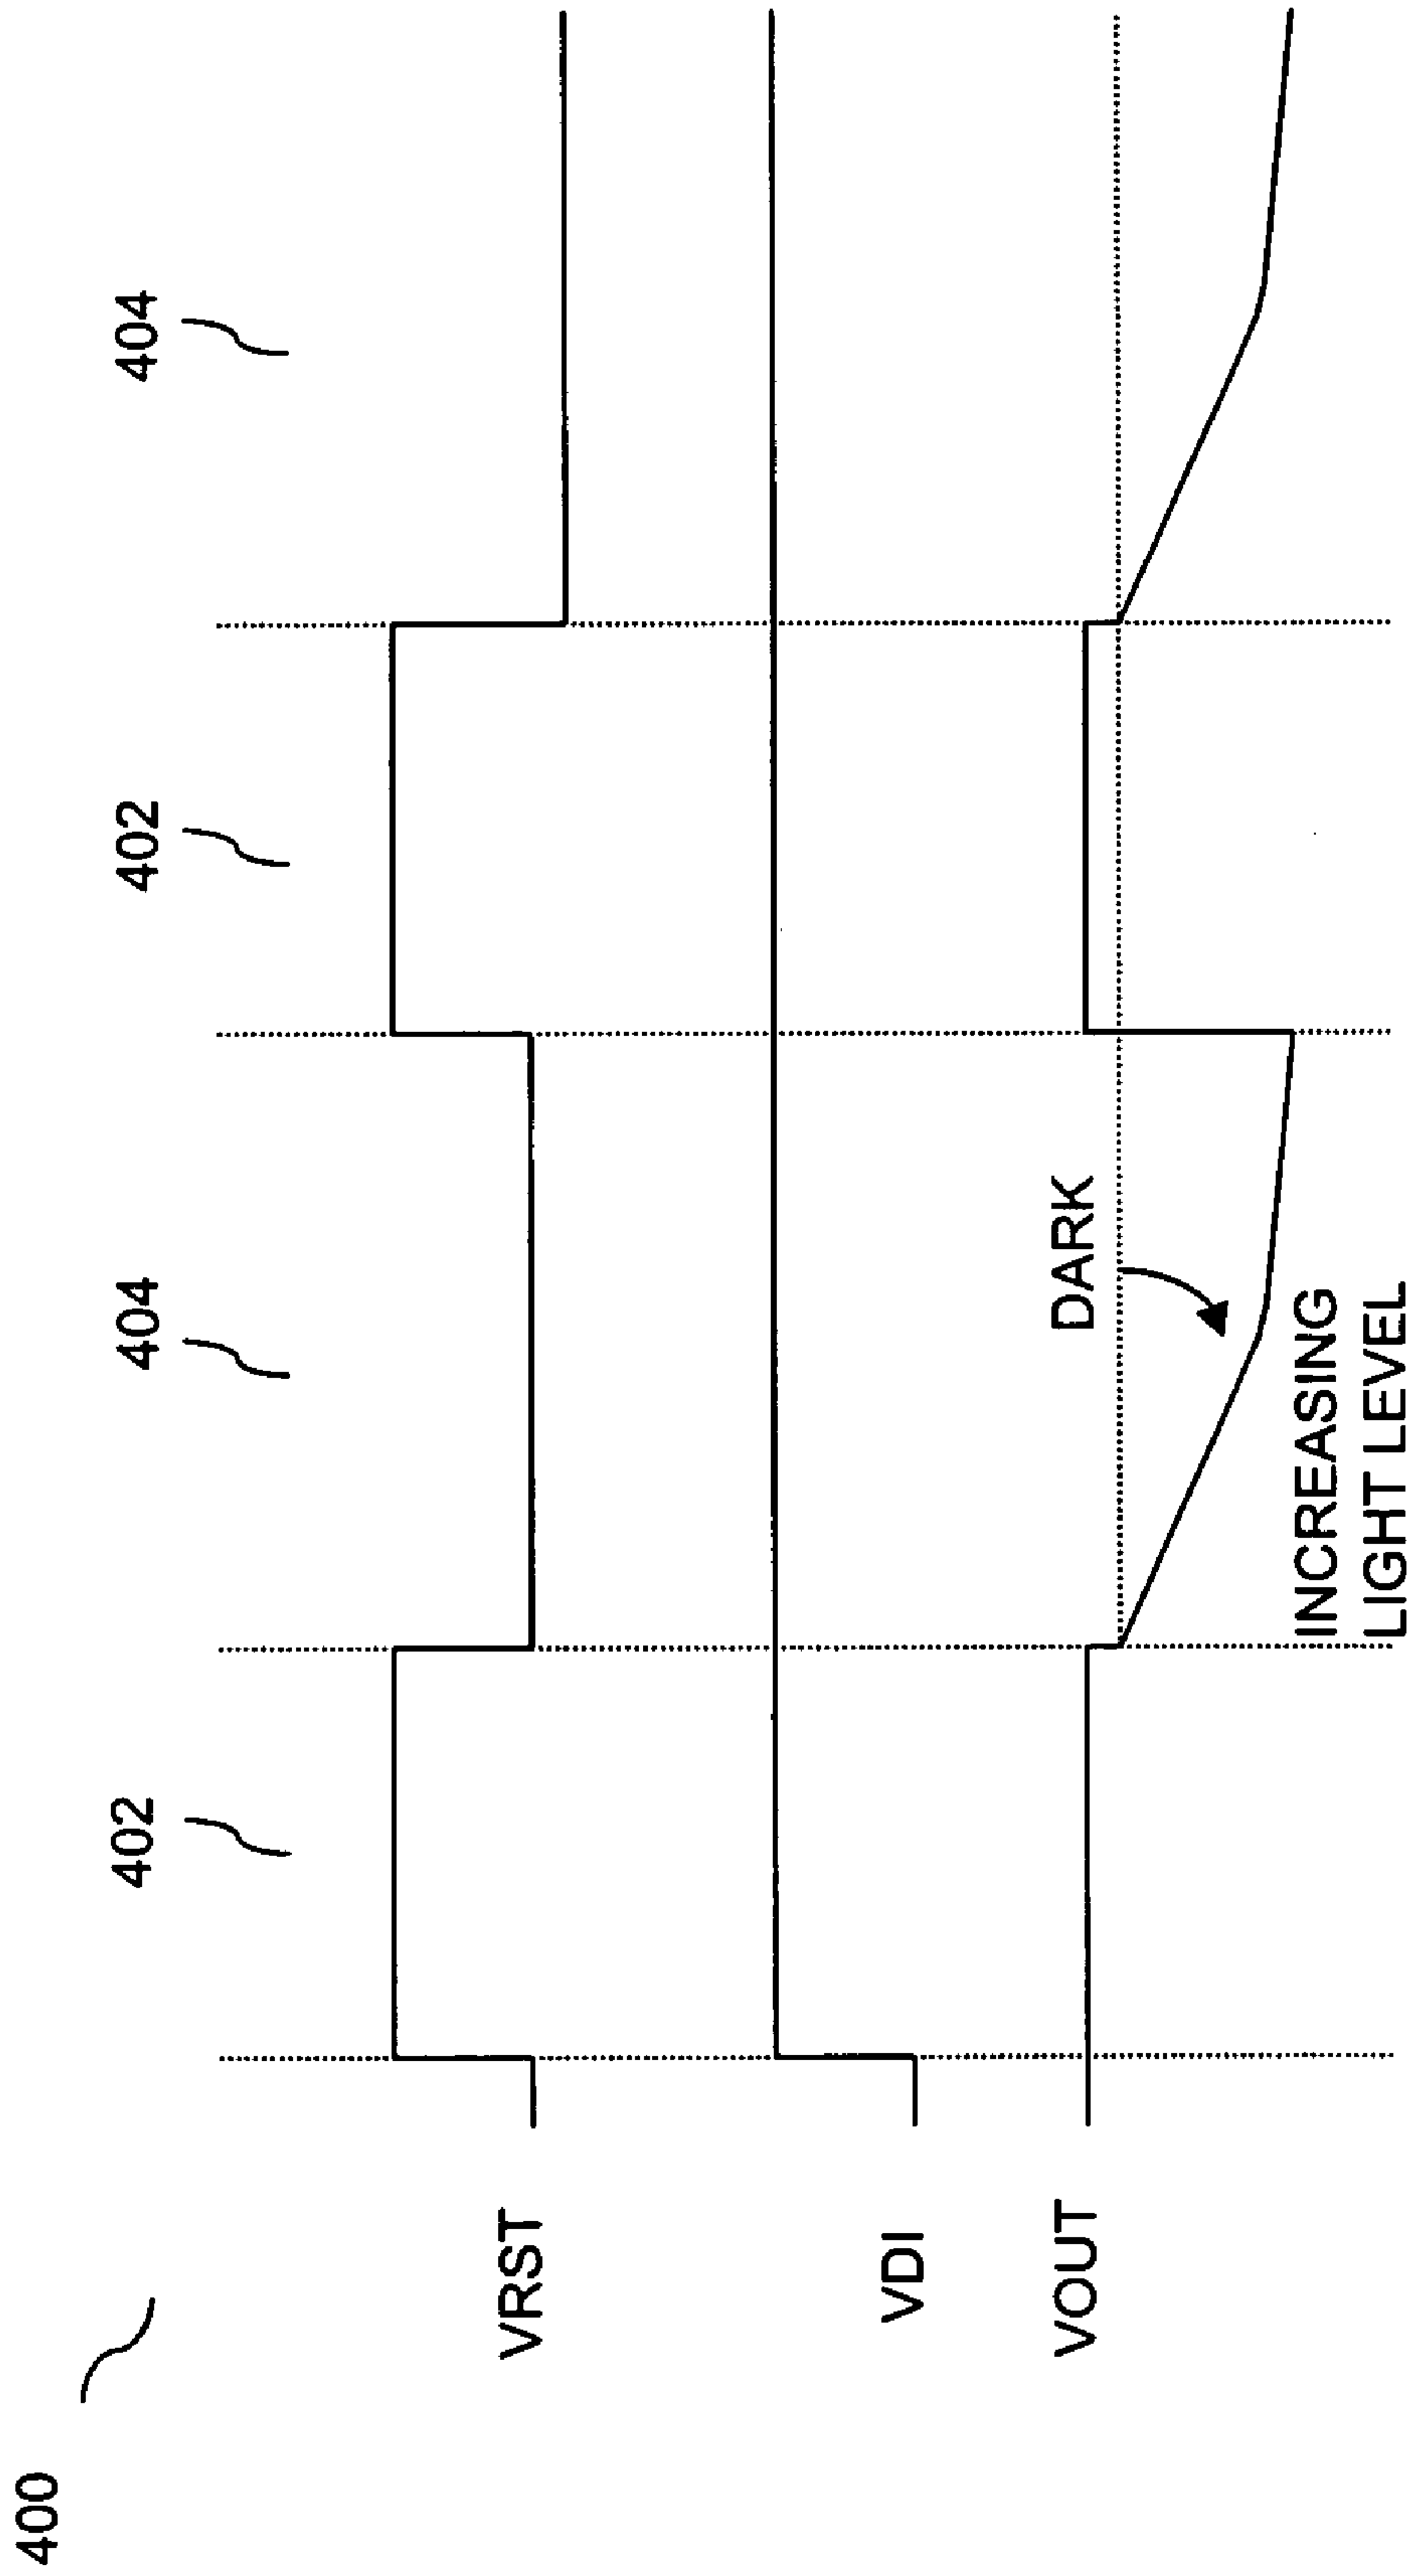 400
402
404
402
404
VRST
VDI
VOUT
DARK
INCREASING
LIGHT LEVEL